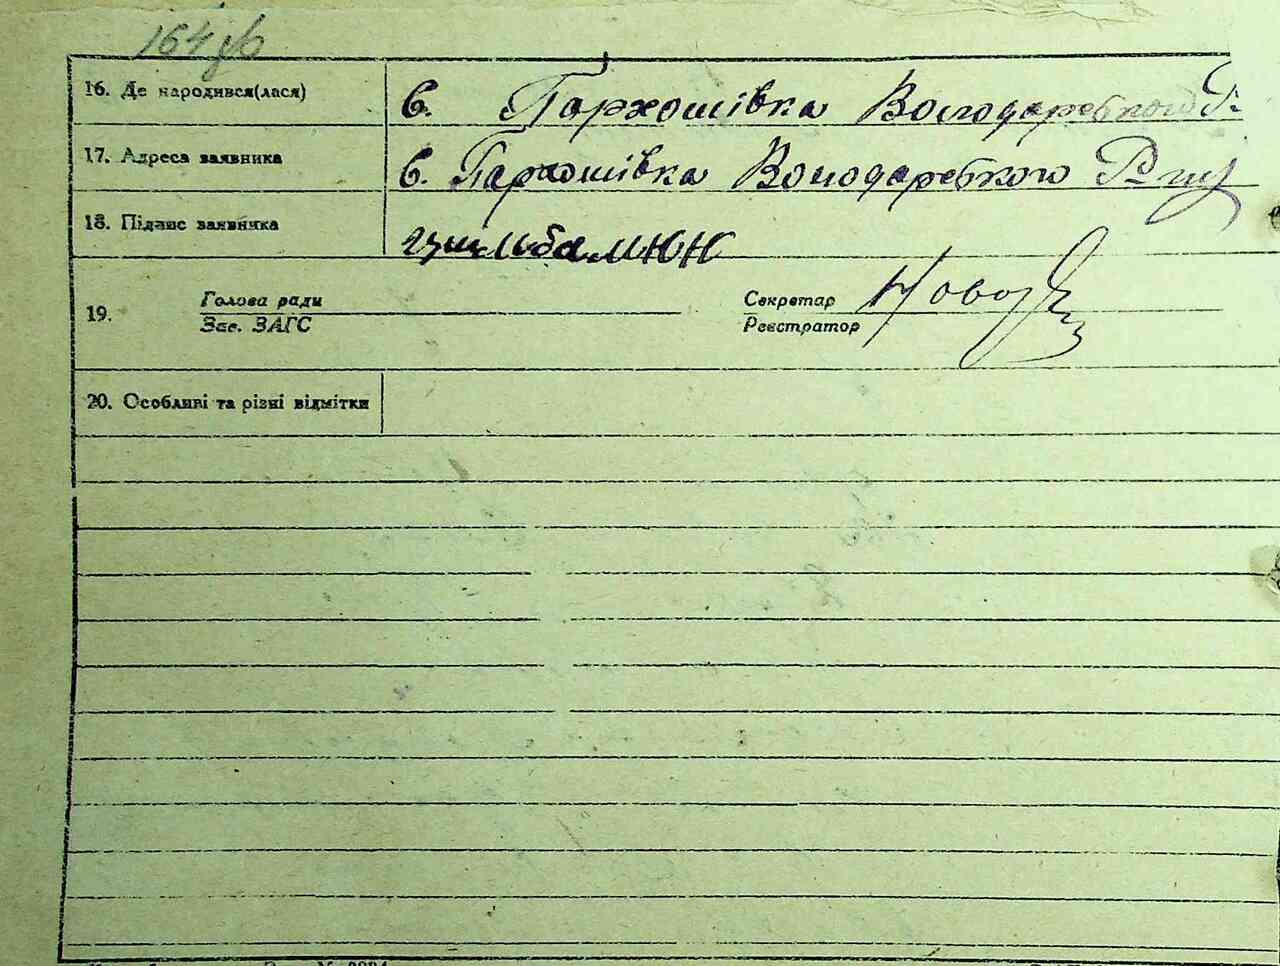 164 зв
16. Де народився(лася) с. Пархомівка Володарського Р.
17. Адреса заявника с. Пархомівка Володарського Р-ну
18. Підпис заявника
19. Голова ради Секретар
Зав. ЗАГС Реєстратор
20. Особливі та різні відмітки